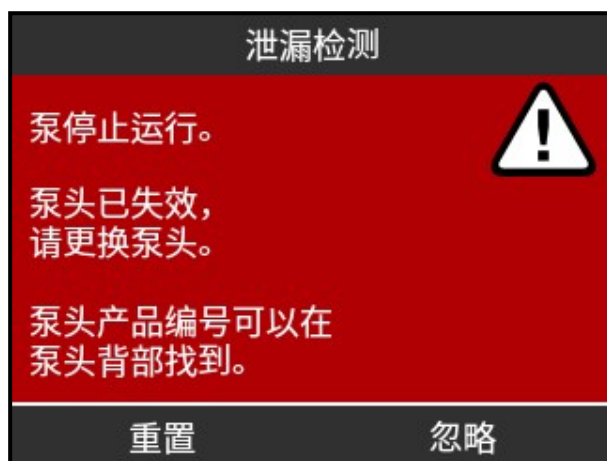 泄漏检测
泵停止运行。
泵头已失效，
请更换泵头。
泵头产品编号可以在
泵头背部找到。
重置
忽略